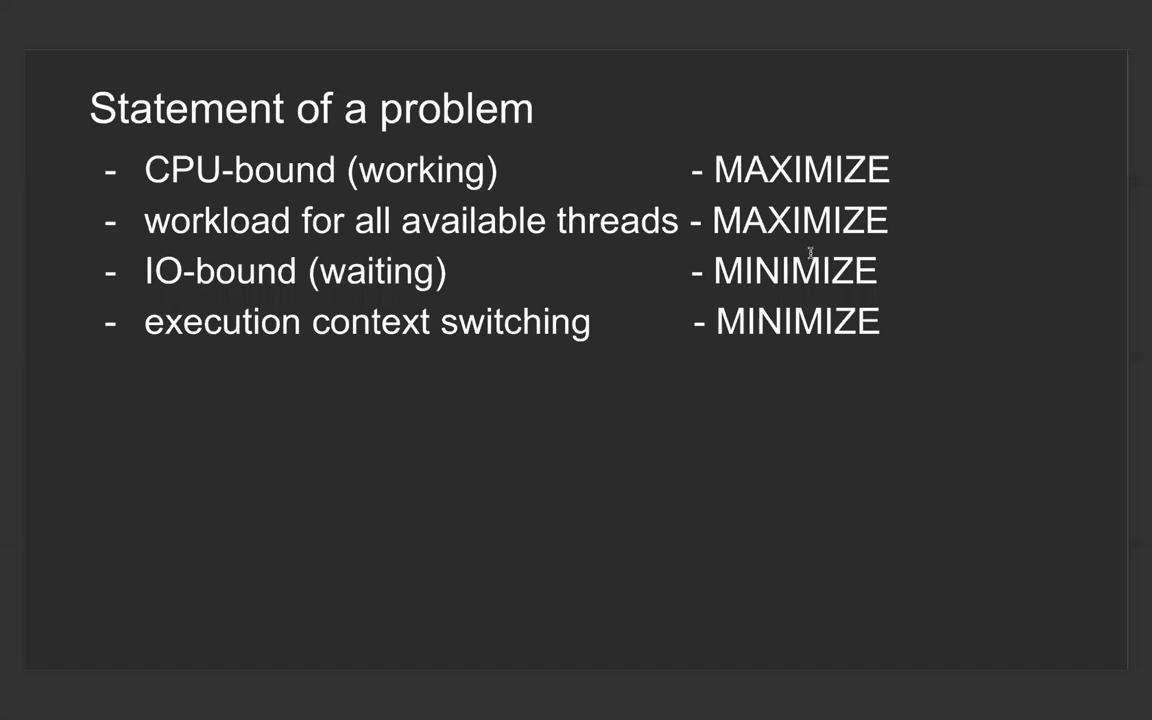 Statement of a problem
- CPU-bound (working) - MAXIMIZE
- workload for all available threads - MAXIMIZE
- IO-bound (waiting) - MINIMIZE
- execution context switching - MINIMIZE